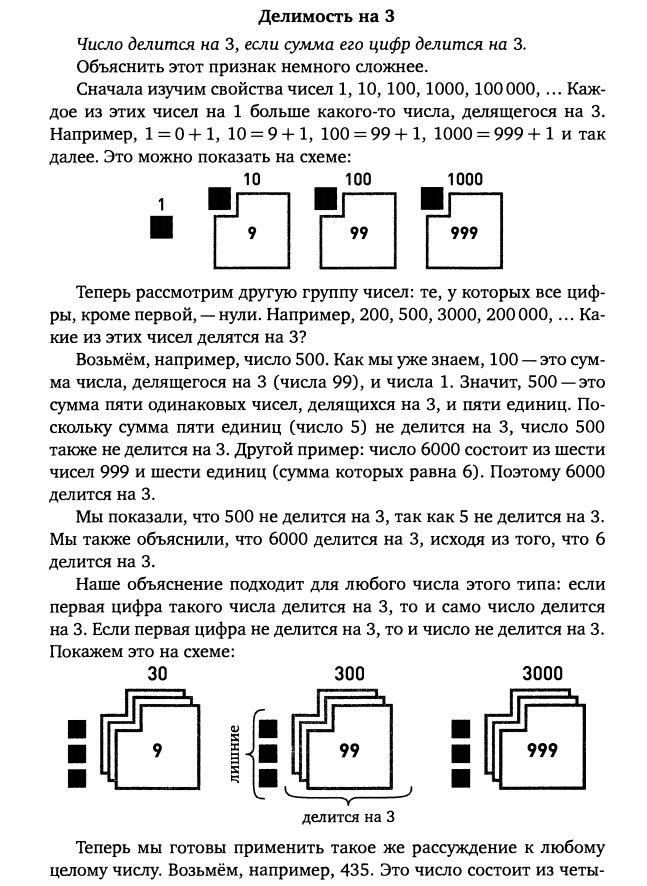 Делимость на 3
Число делится на 3, если сумма его цифр делится на 3.
Объяснить этот признак немного сложнее.
Сначала изучим свойства чисел 1, 10, 100, 1000, 100 000, … Каж-
дое из этих чисел на 1 больше какого-то числа, делящегося на 3.
Например, 1 = 0 + 1, 10 = 9 + 1, 100 = 99 + 1, 1000 = 999 + 1 и так
далее. Это можно показать на схеме:
1 10 100 1000
9 99 999
Теперь рассмотрим другую группу чисел: те, у которых все циф-
ры, кроме первой, — нули. Например, 200, 500, 3000, 200 000, … Ка-
кие из этих чисел делятся на 3?
Возьмём, например, число 500. Как мы уже знаем, 100 — это сум-
ма числа, делящегося на 3 (числа 99), и числа 1. Значит, 500 — это
сумма пяти одинаковых чисел, делящихся на 3, и пяти единиц. По-
скольку сумма пяти единиц (число 5) не делится на 3, число 500
также не делится на 3. Другой пример: число 6000 состоит из шести
чисел 999 и шести единиц (сумма которых равна 6). Поэтому 6000
делится на 3.
Мы показали, что 500 не делится на 3, так как 5 не делится на 3.
Мы также объяснили, что 6000 делится на 3, исходя из того, что 6
делится на 3.
Наше объяснение подходит для любого числа этого типа: если
первая цифра такого числа делится на 3, то и само число делится
на 3. Если первая цифра не делится на 3, то и число не делится на 3.
Покажем это на схеме:
30 300 3000
лишние
9 99 999
делится на 3
Теперь мы готовы применить такое же рассуждение к любому
целому числу. Возьмём, например, 435. Это число состоит из четы-